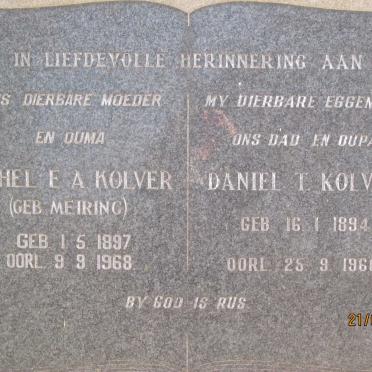 IN LIEFDEVOLLE HERINNERING AAN
S DIERBARE MOEDER
EN OUMA
HEL E A KOLVER
(GEB MEIRING)
GEB 1 5 1897
OORL 9 9 1968
MY DIERBARE EGGEN
ONS DAD EN OUPA
DANIEL T KOLV
GEB 16 1 1894
OORL 25 9 196
BY GOD IS RUS
21/